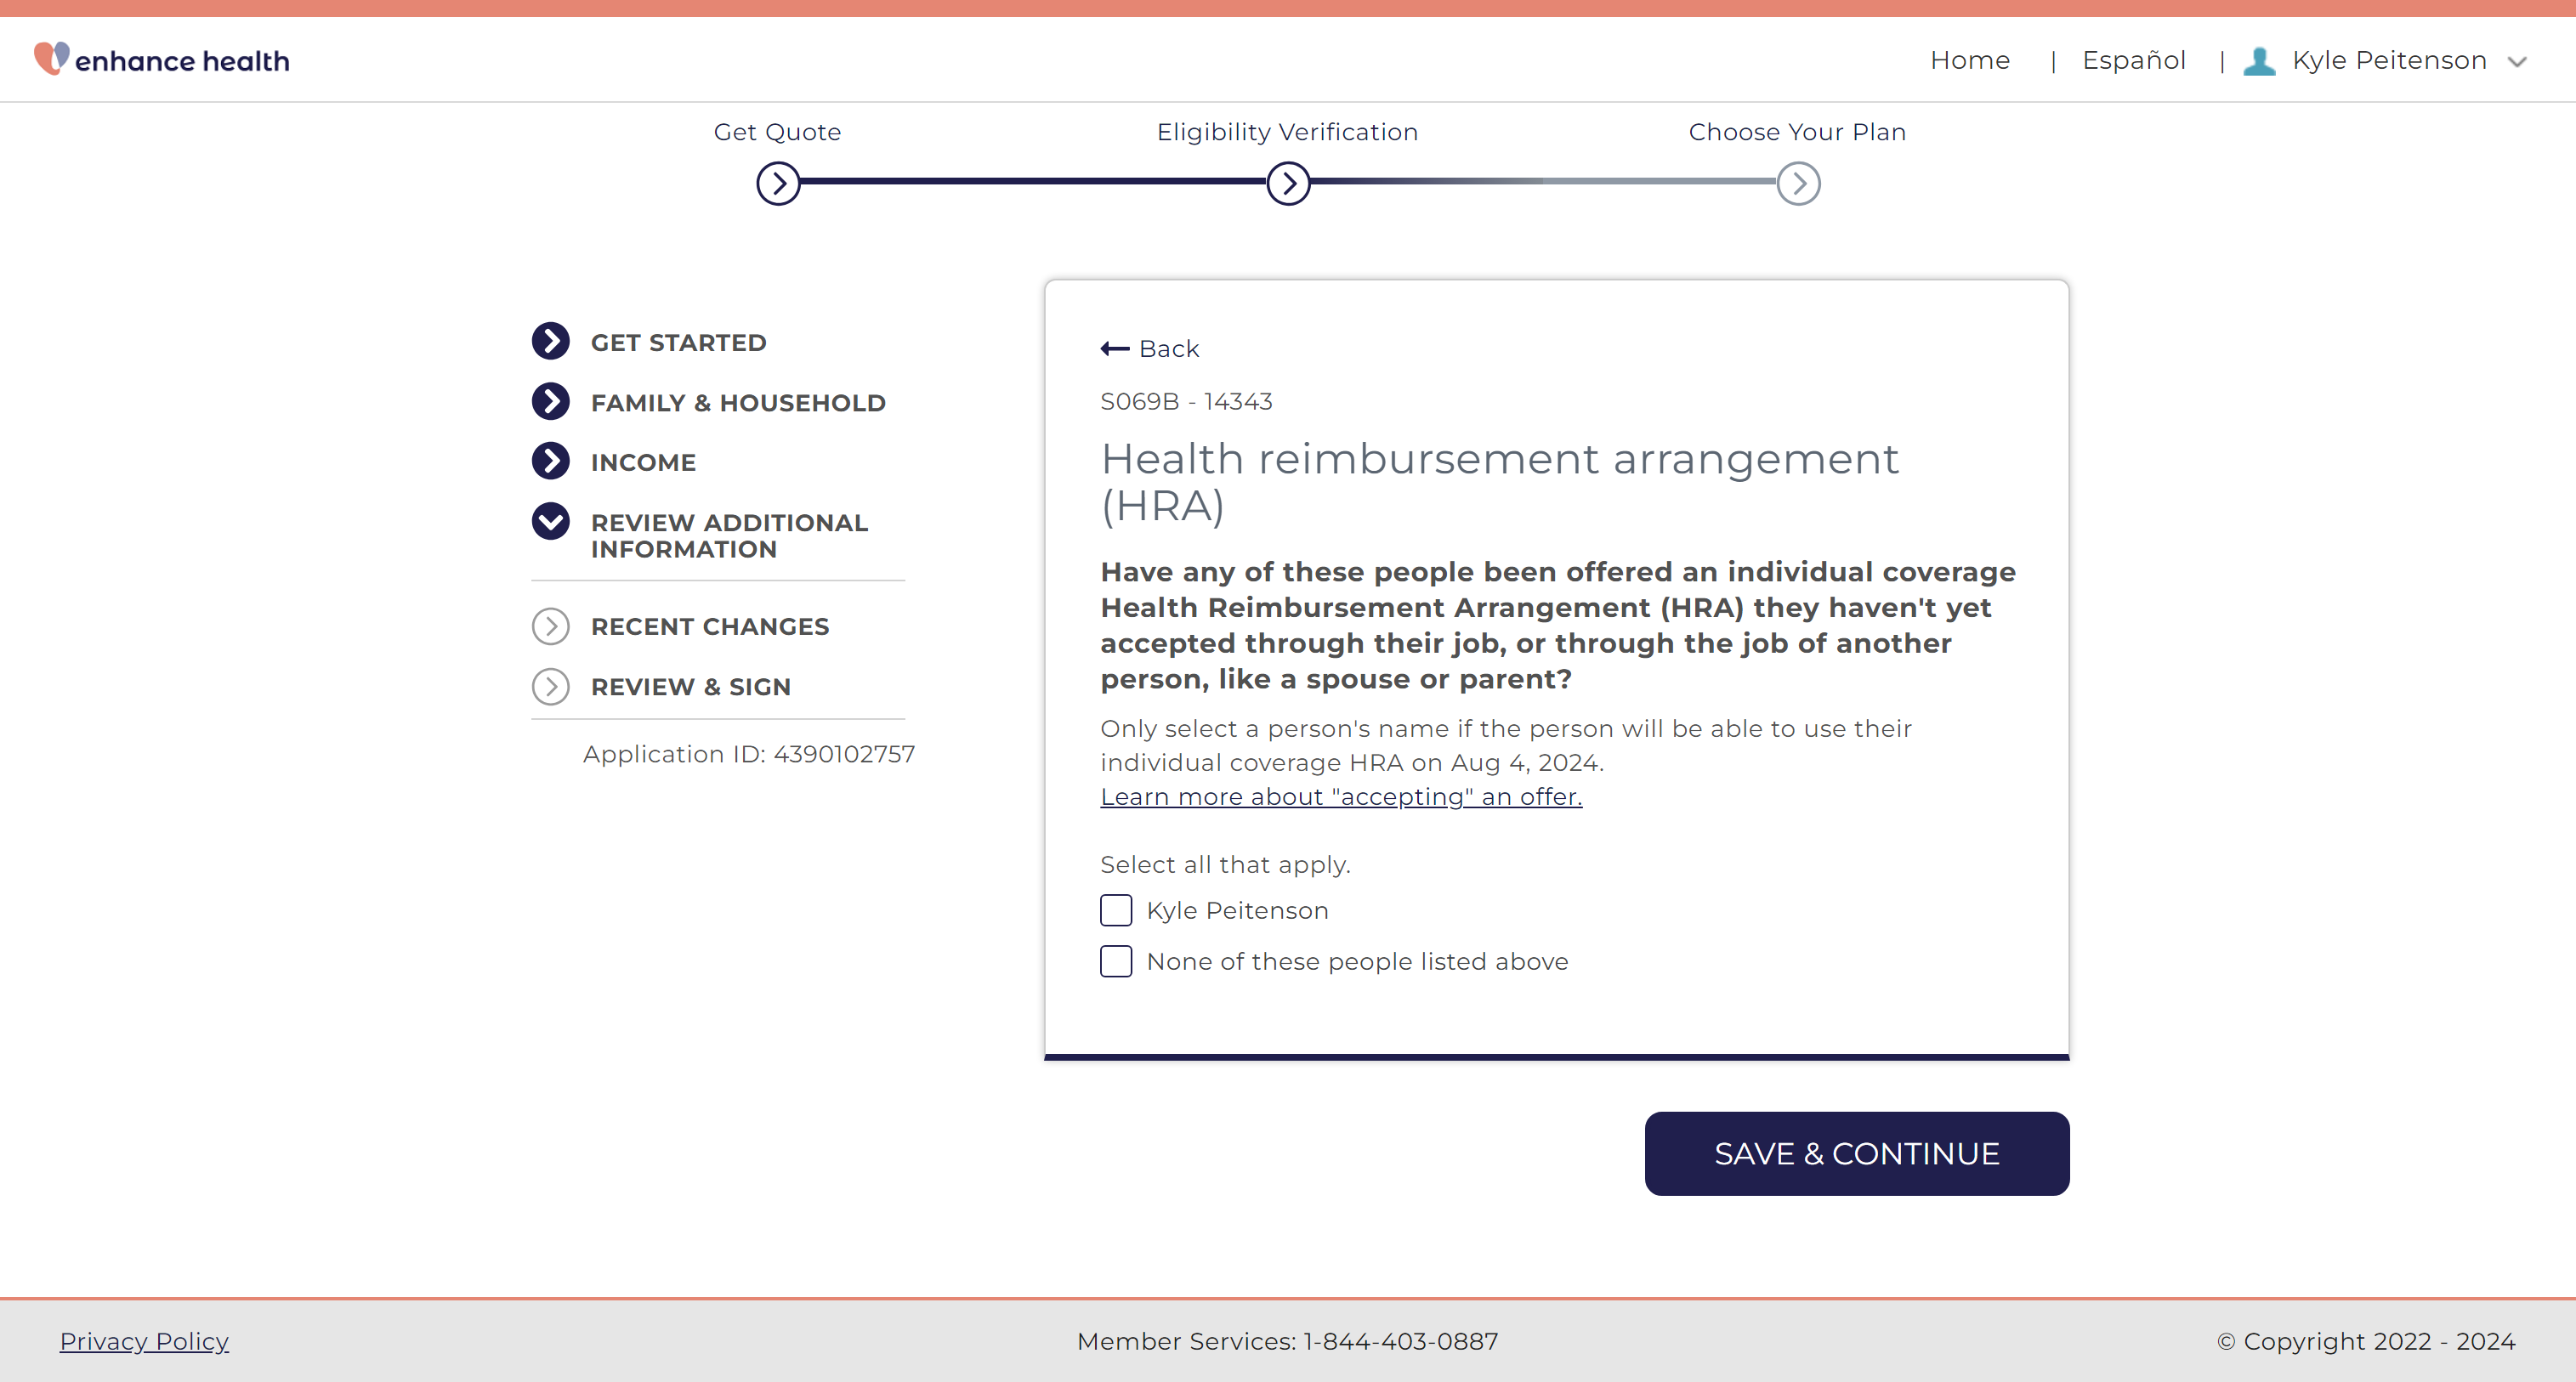 enhance health
Home | Español | Kyle Peitenson
Get Quote
Eligibility Verification
Choose Your Plan
GET STARTED
FAMILY & HOUSEHOLD
INCOME
REVIEW ADDITIONAL
INFORMATION
RECENT CHANGES
REVIEW & SIGN
Application ID: 4390102757
Back
S069B - 14343
Health reimbursement arrangement
(HRA)
Have any of these people been offered an individual coverage
Health Reimbursement Arrangement (HRA) they haven't yet
accepted through their job, or through the job of another
person, like a spouse or parent?
Only select a person's name if the person will be able to use their
individual coverage HRA on Aug 4, 2024.
Learn more about "accepting" an offer.
Select all that apply.
Kyle Peitenson
None of these people listed above
SAVE & CONTINUE
Privacy Policy
Member Services: 1-844-403-0887
© Copyright 2022 - 2024